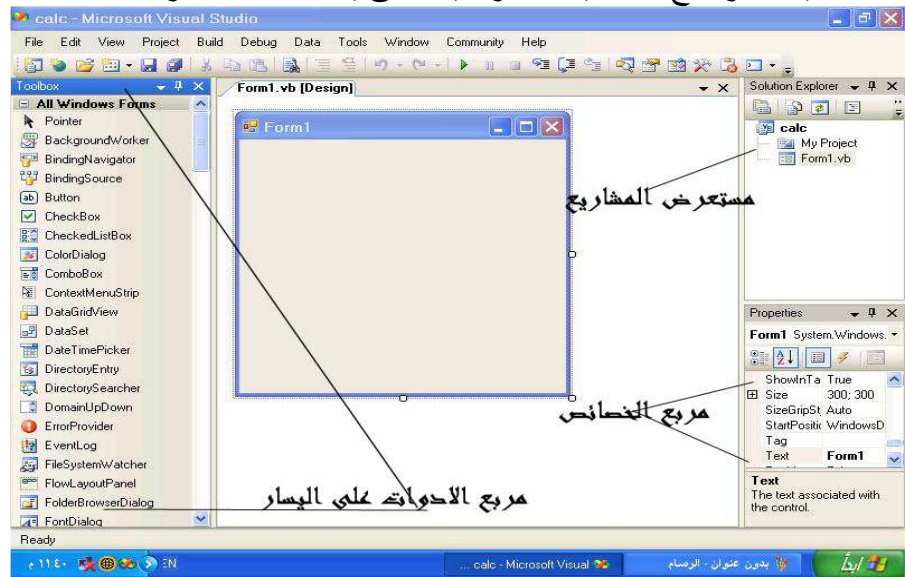 calc - Microsoft Visual Studio
File Edit View Project Build Debug Data Tools Window Community Help
Toolbox
All Windows Forms
Pointer
BackgroundWorker
BindingNavigator
BindingSource
Button
CheckBox
CheckedListBox
ColorDialog
ComboBox
ContextMenuStrip
DataGridView
DataSet
DateTimePicker
DirectoryEntry
DirectorySearcher
DomainUpDown
ErrorProvider
EventLog
FileSystemWatcher
FlowLayoutPanel
FolderBrowserDialog
FontDialog
Form1.vb [Design]
Form1
مستعرض المشاريع
مربع الخصائص
مربع الادوات على اليسار
Solution Explorer
calc
My Project
Form1.vb
Properties
Form1 System.Windows.
ShowInTa True
Size 300; 300
SizeGripSt Auto
StartPositic WindowsD
Tag
Text Form1
Text
The text associated with
the control.
Ready
ابدأ
بدون عنوان - الرسام
calc - Microsoft Visual ...
EN
١١:٤٠ م